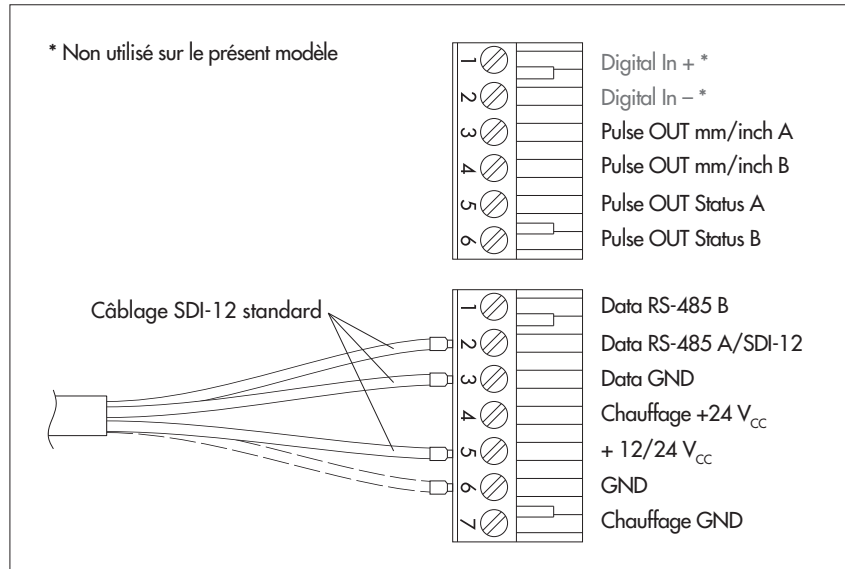 * Non utilisé sur le présent modèle
1 Digital In + *
2 Digital In – *
3 Pulse OUT mm/inch A
4 Pulse OUT mm/inch B
5 Pulse OUT Status A
6 Pulse OUT Status B
Câblage SDI-12 standard
1 Data RS-485 B
2 Data RS-485 A/SDI-12
3 Data GND
4 Chauffage +24 VCC
5 + 12/24 VCC
6 GND
7 Chauffage GND